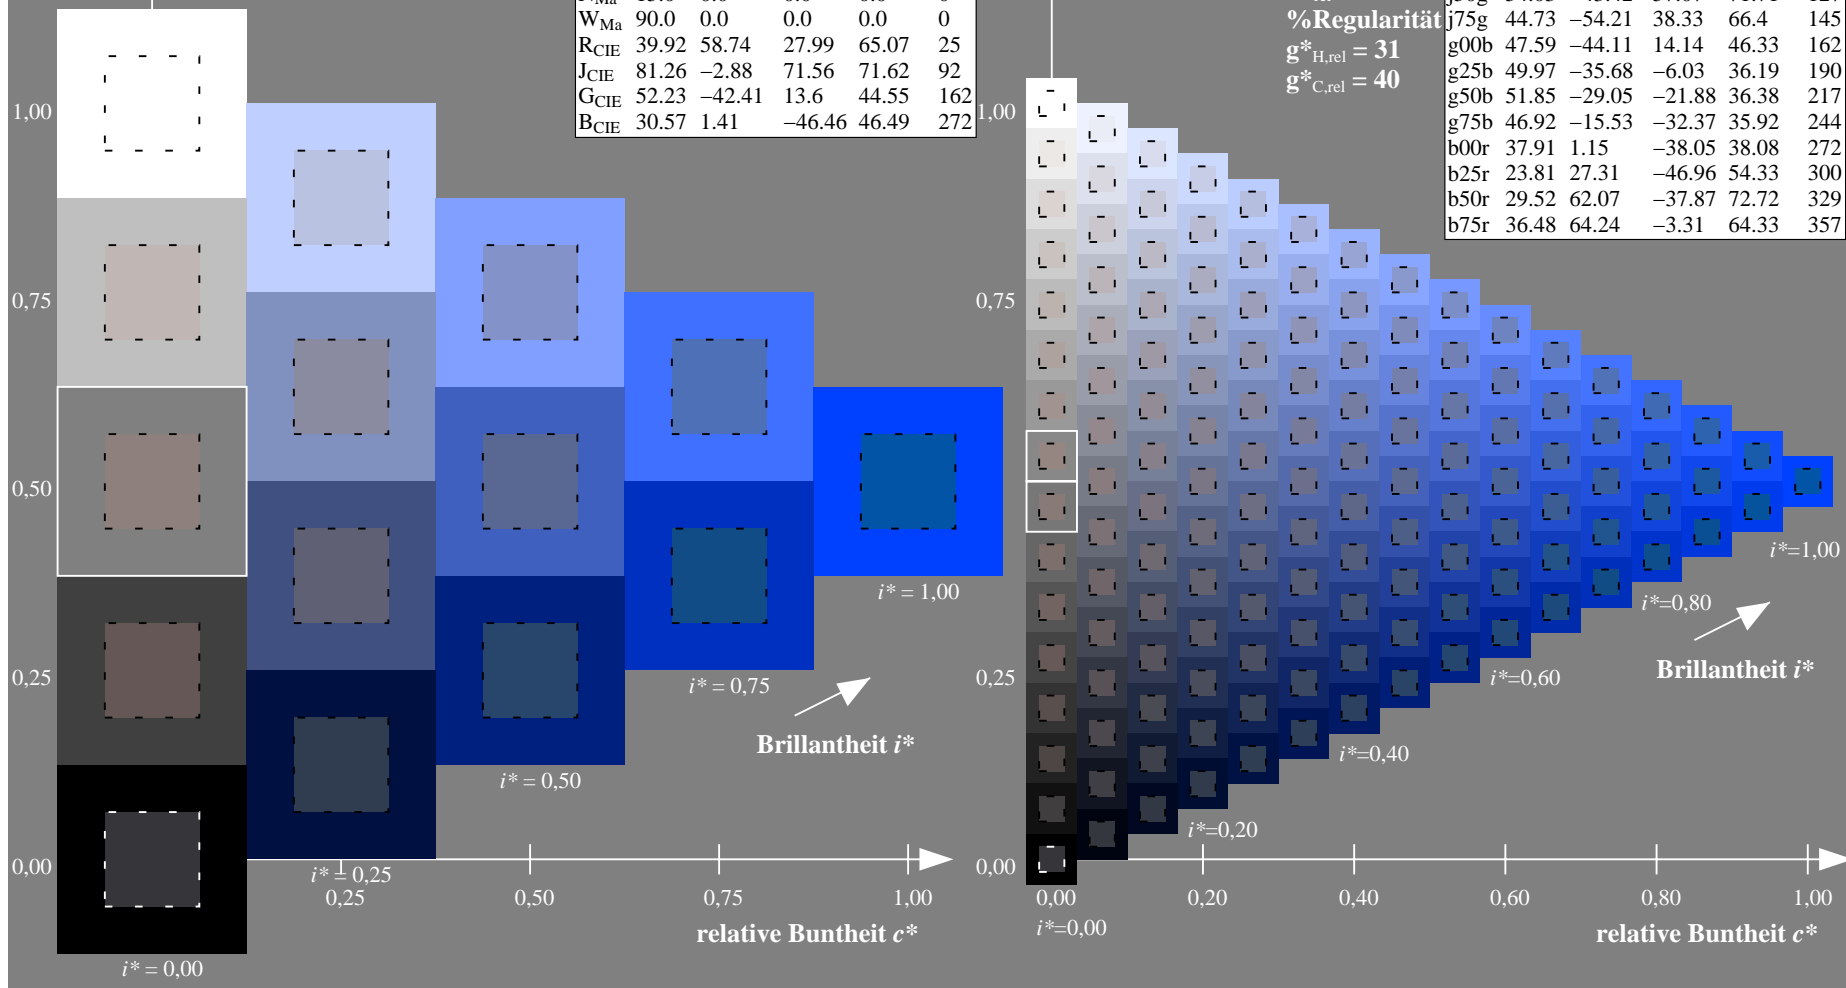 W_Ma 90.0 0.0 0.0 0.0 0
R_CIE 39.92 58.74 27.99 65.07 25
J_CIE 81.26 −2.88 71.56 71.62 92
G_CIE 52.23 −42.41 13.6 44.55 162
B_CIE 30.57 1.41 −46.46 46.49 272
1,00
0,75
0,50
0,25
0,00
i* = 1,00
i* = 0,75
Brillantheit i*
i* = 0,50
i* = 0,25
0,25 0,50 0,75 1,00
relative Buntheit c*
i* = 0,00
%Regularität
g*_H,rel = 31
g*_C,rel = 40
j75g 44.73 −54.21 38.33 66.4 145
g00b 47.59 −44.11 14.14 46.33 162
g25b 49.97 −35.68 −6.03 36.19 190
g50b 51.85 −29.05 −21.88 36.38 217
g75b 46.92 −15.53 −32.37 35.92 244
b00r 37.91 1.15 −38.05 38.08 272
b25r 23.81 27.31 −46.96 54.33 300
b50r 29.52 62.07 −37.87 72.72 329
b75r 36.48 64.24 −3.31 64.33 357
1,00
0,75
0,25
0,00
i*=1,00
i*=0,80
Brillantheit i*
i*=0,60
i*=0,40
i*=0,20
0,00 0,20 0,40 0,60 0,80 1,00
i*=0,00
relative Buntheit c*